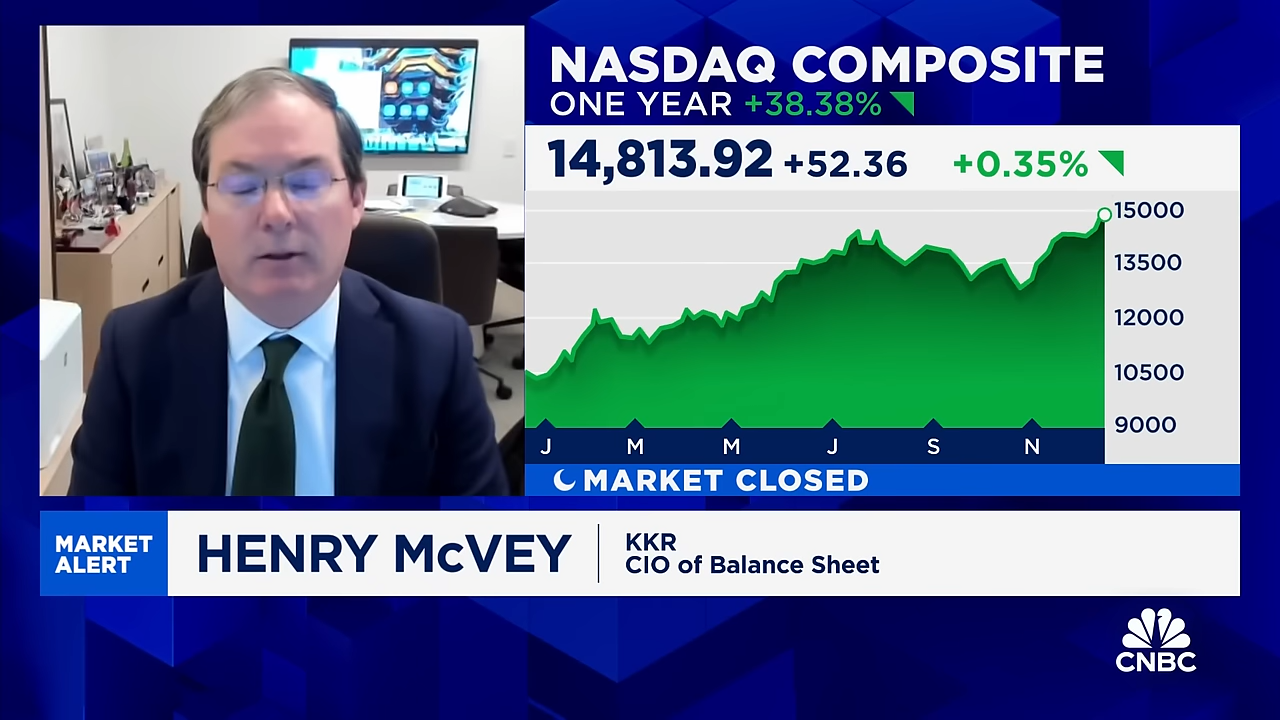 NASDAQ COMPOSITE
ONE YEAR +38.38%
14,813.92 +52.36 +0.35%
15000
13500
12000
10500
9000
J M M J S N
MARKET CLOSED
MARKET
ALERT
HENRY McVEY
KKR
CIO of Balance Sheet
CNBC